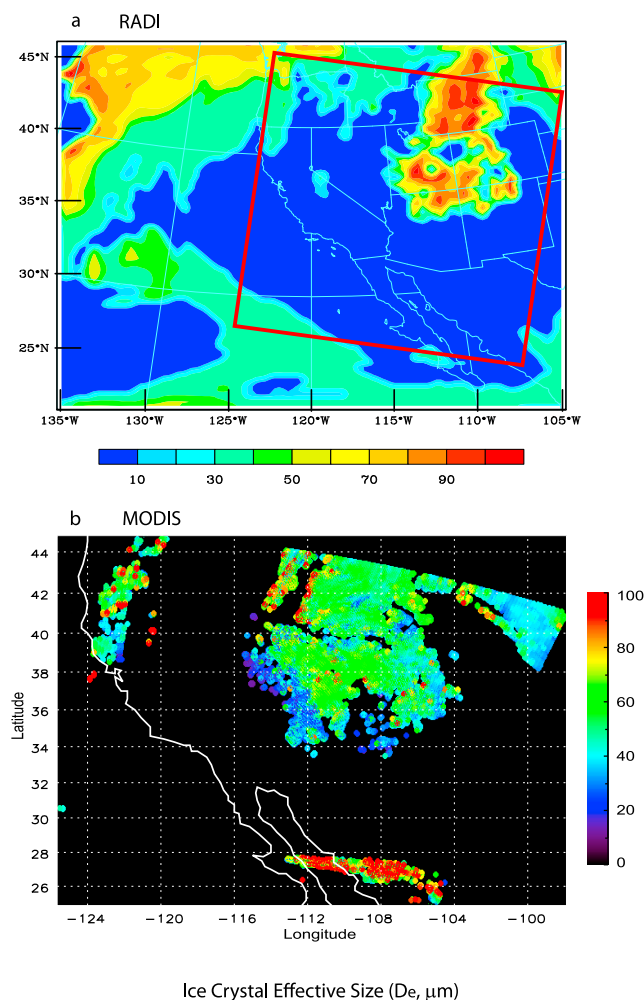 a RADI
45°N
40°N
35°N
30°N
25°N
135°W 130°W 125°W 120°W 115°W 110°W 105°W
10 30 50 70 90
b MODIS
44
42
40
38
36
34
32
30
28
26
Latitude
−124 −120 −116 −112 −108 −104 −100
Longitude
100
80
60
40
20
0
Ice Crystal Effective Size (De, µm)